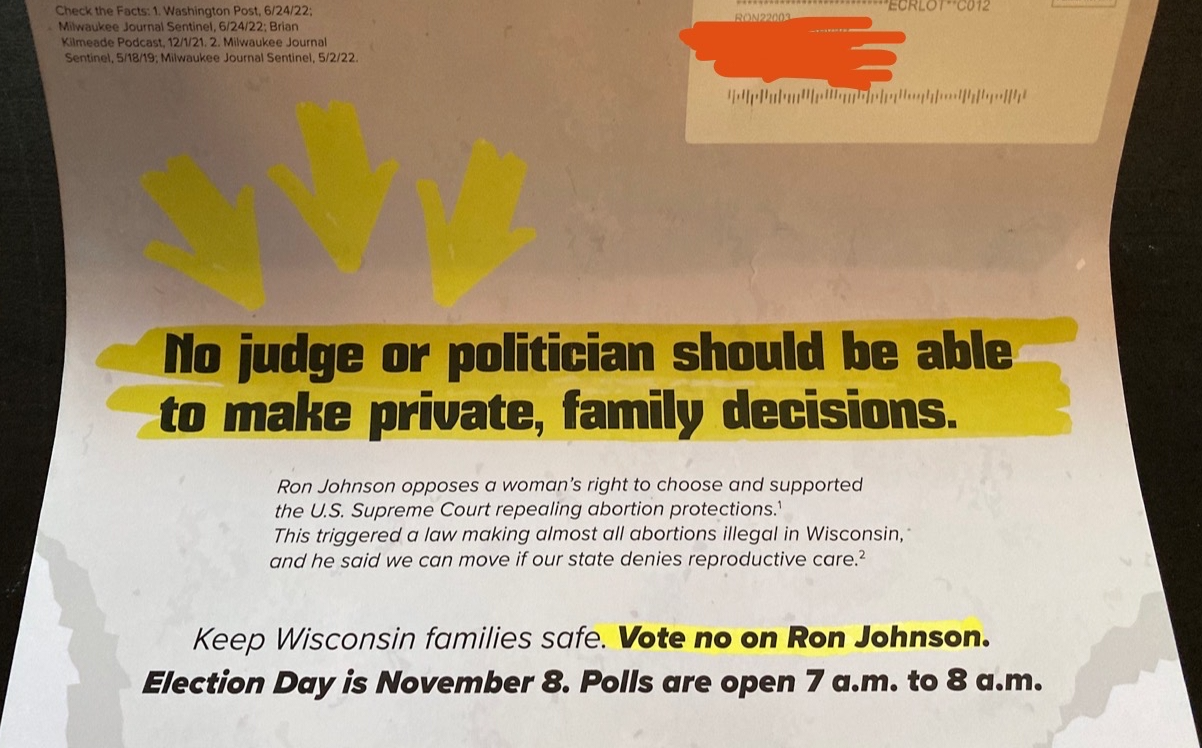 Check the Facts: 1. Washington Post, 6/24/22;
Milwaukee Journal Sentinel, 6/24/22; Brian
Kilmeade Podcast, 12/1/21. 2. Milwaukee Journal
Sentinel, 5/18/19; Milwaukee Journal Sentinel, 5/2/22.
ECRLOT**C012
RON22003
No judge or politician should be able
to make private, family decisions.
Ron Johnson opposes a woman's right to choose and supported
the U.S. Supreme Court repealing abortion protections.¹
This triggered a law making almost all abortions illegal in Wisconsin,
and he said we can move if our state denies reproductive care.²
Keep Wisconsin families safe. Vote no on Ron Johnson.
Election Day is November 8. Polls are open 7 a.m. to 8 a.m.